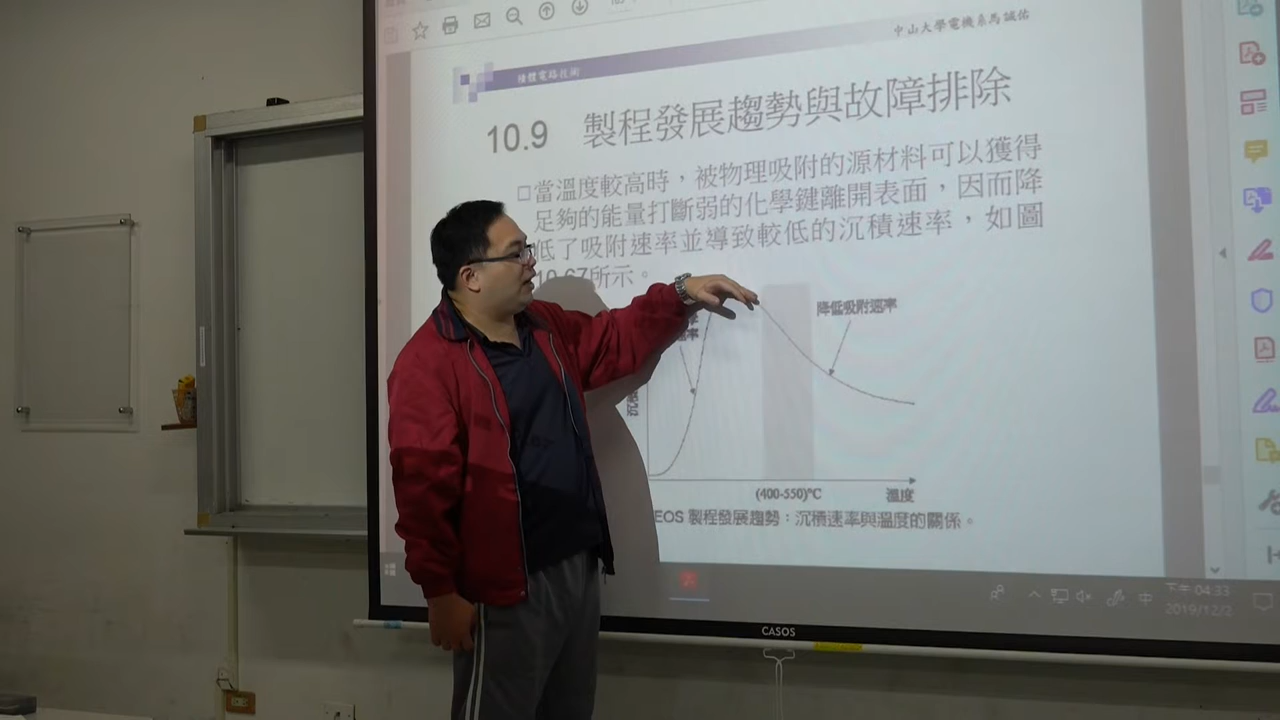 中山大學電機系馬誠佑
積體電路技術
10.9 製程發展趨勢與故障排除
當溫度較高時，被物理吸附的源材料可以獲得
足夠的能量打斷弱的化學鍵離開表面，因而降
低了吸附速率並導致較低的沉積速率，如圖
10.67所示。
降低吸附速率
(400-550)°C
溫度
EOS 製程發展趨勢：沉積速率與溫度的關係。
中
下午 04:33
2019/12/2
CASOS